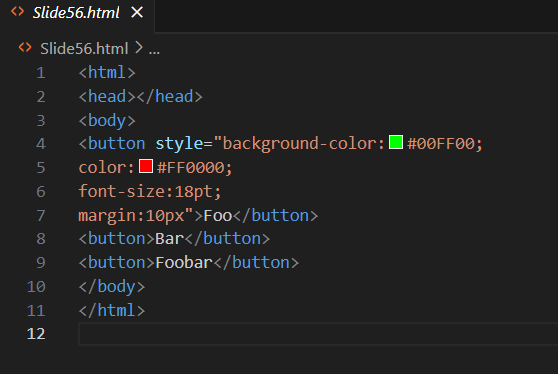 Slide56.html
Slide56.html > ...
1 <html>
2 <head></head>
3 <body>
4 <button style="background-color:#00FF00;
5 color:#FF0000;
6 font-size:18pt;
7 margin:10px">Foo</button>
8 <button>Bar</button>
9 <button>Foobar</button>
10 </body>
11 </html>
12